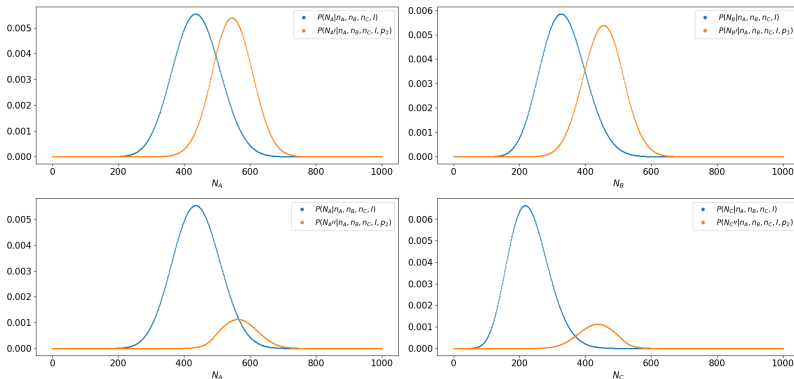 P(N_A|n_A, n_B, n_C, I)
P(N_A'|n_A, n_B, n_C, I, p_3)
0.005
0.004
0.003
0.002
0.001
0.000
0 200 400 600 800 1000
N_A
P(N_B|n_A, n_B, n_C, I)
P(N_B'|n_A, n_B, n_C, I, p_3)
0.006
0.005
0.004
0.003
0.002
0.001
0.000
0 200 400 600 800 1000
N_B
P(N_A|n_A, n_B, n_C, I)
P(N_A''|n_A, n_B, n_C, I, p_2)
0.005
0.004
0.003
0.002
0.001
0.000
0 200 400 600 800 1000
N_A
P(N_C|n_A, n_B, n_C, I)
P(N_C''|n_A, n_B, n_C, I, p_2)
0.006
0.005
0.004
0.003
0.002
0.001
0.000
0 200 400 600 800 1000
N_C